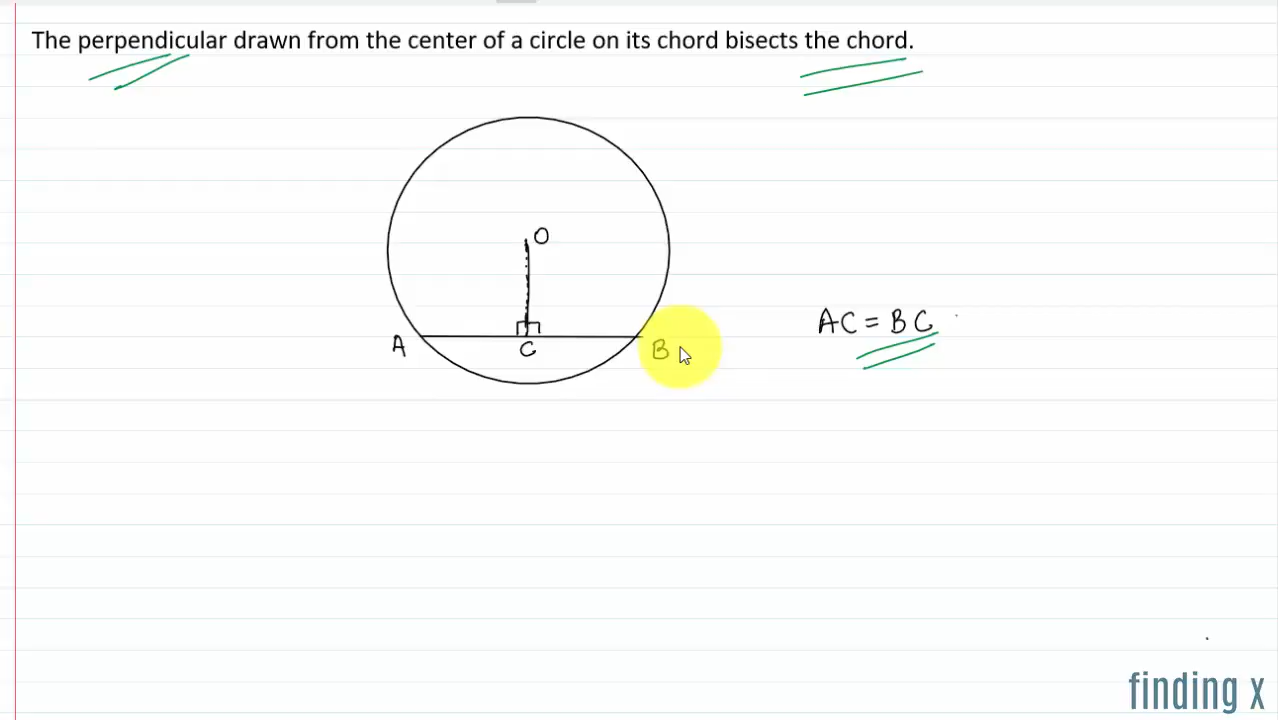 The perpendicular drawn from the center of a circle on its chord bisects the chord.
O
AC = BC
A
C
B
finding x